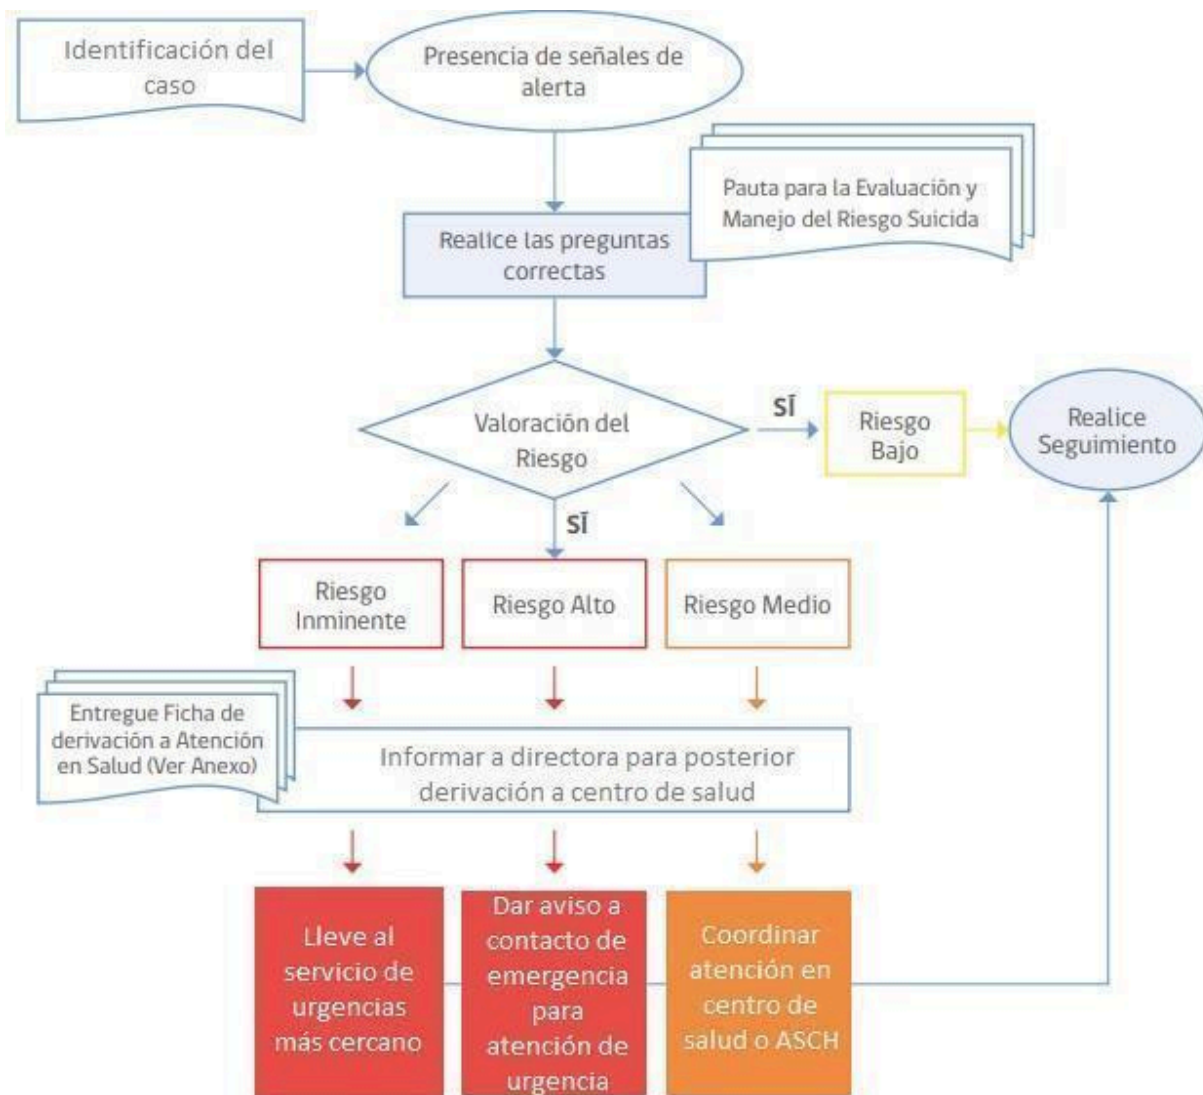 Identificación del
caso
Presencia de señales de
alerta
Pauta para la Evaluación y
Manejo del Riesgo Suicida
Realice las preguntas
correctas
Valoración del
Riesgo
SÍ
Riesgo
Bajo
Realice
Seguimiento
SÍ
Riesgo
Inminente
Riesgo Alto
Riesgo Medio
Entregue Ficha de
derivación a Atención
en Salud (Ver Anexo)
Informar a directora para posterior
derivación a centro de salud
Lleve al
servicio de
urgencias
más cercano
Dar aviso a
contacto de
emergencia
para
atención de
urgencia
Coordinar
atención en
centro de
salud o ASCH